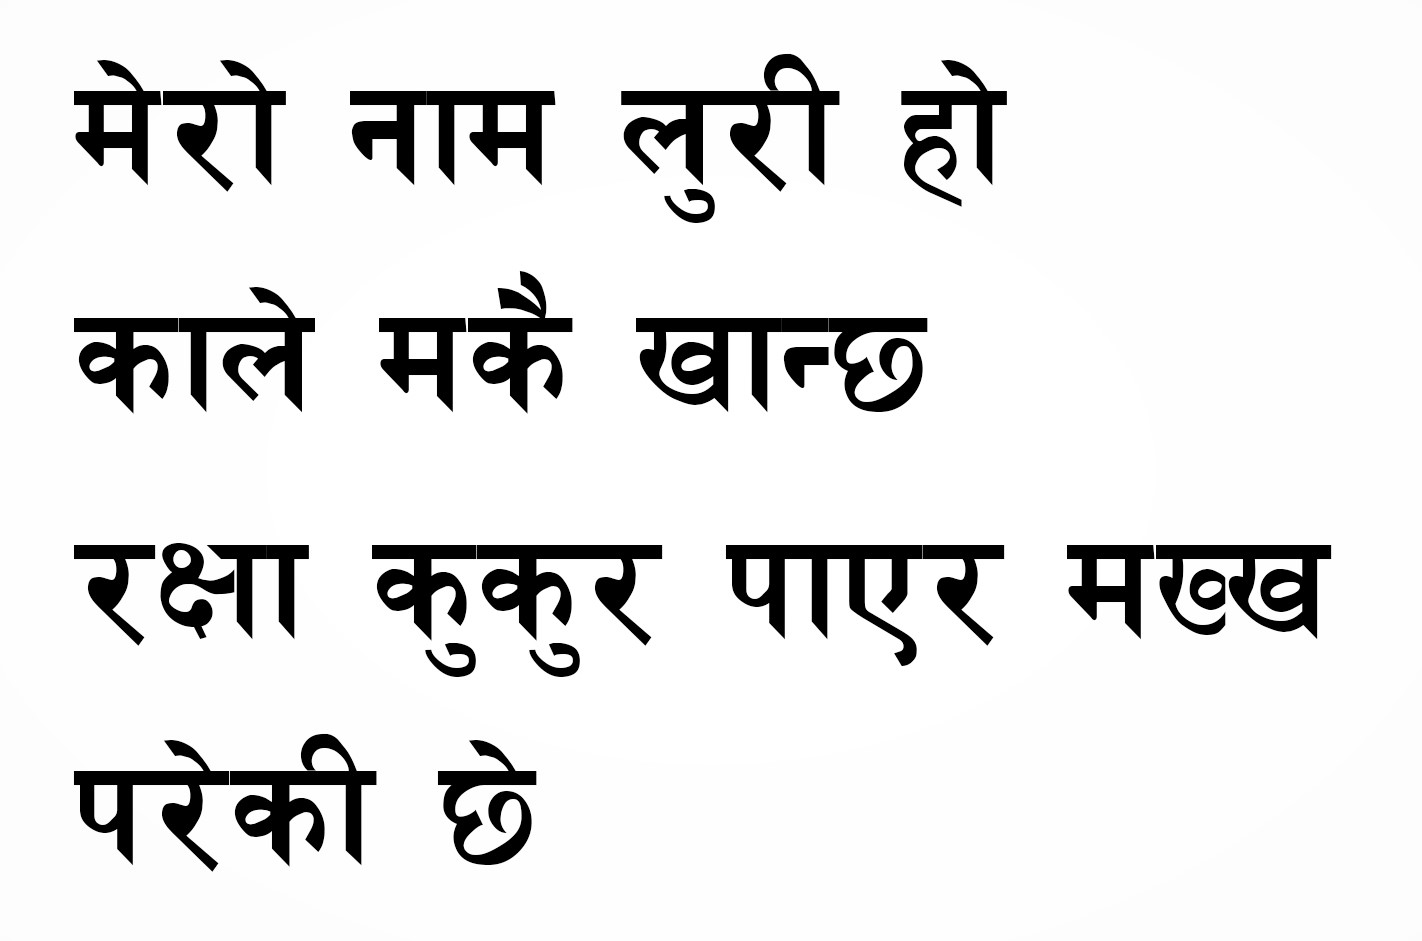 मेरो नाम लुरी हो
काले मकै खान्छ
रक्षा कुकुर पाएर मख्ख
परेकी छे